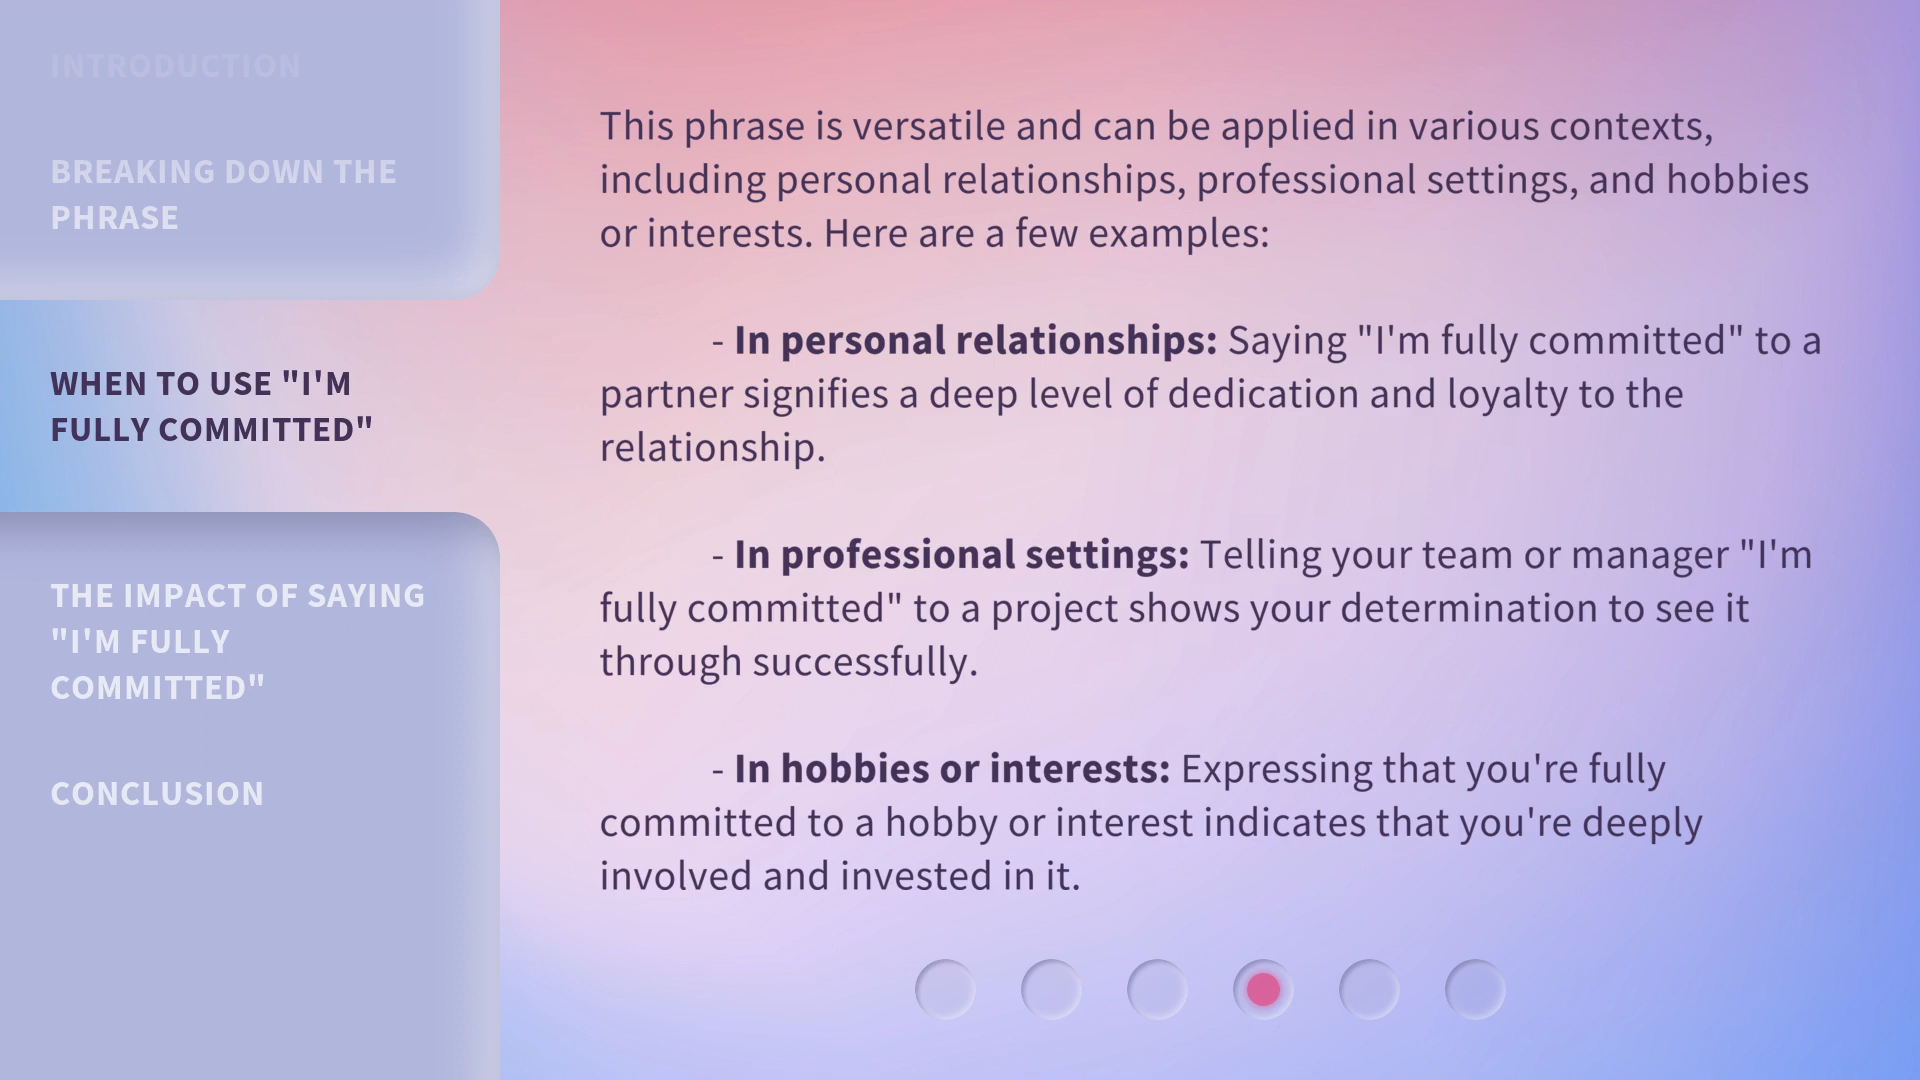 INTRODUCTION
BREAKING DOWN THE
PHRASE
WHEN TO USE "I'M
FULLY COMMITTED"
THE IMPACT OF SAYING
"I'M FULLY
COMMITTED"
CONCLUSION
This phrase is versatile and can be applied in various contexts,
including personal relationships, professional settings, and hobbies
or interests. Here are a few examples:
- In personal relationships: Saying "I'm fully committed" to a
partner signifies a deep level of dedication and loyalty to the
relationship.
- In professional settings: Telling your team or manager "I'm
fully committed" to a project shows your determination to see it
through successfully.
- In hobbies or interests: Expressing that you're fully
committed to a hobby or interest indicates that you're deeply
involved and invested in it.